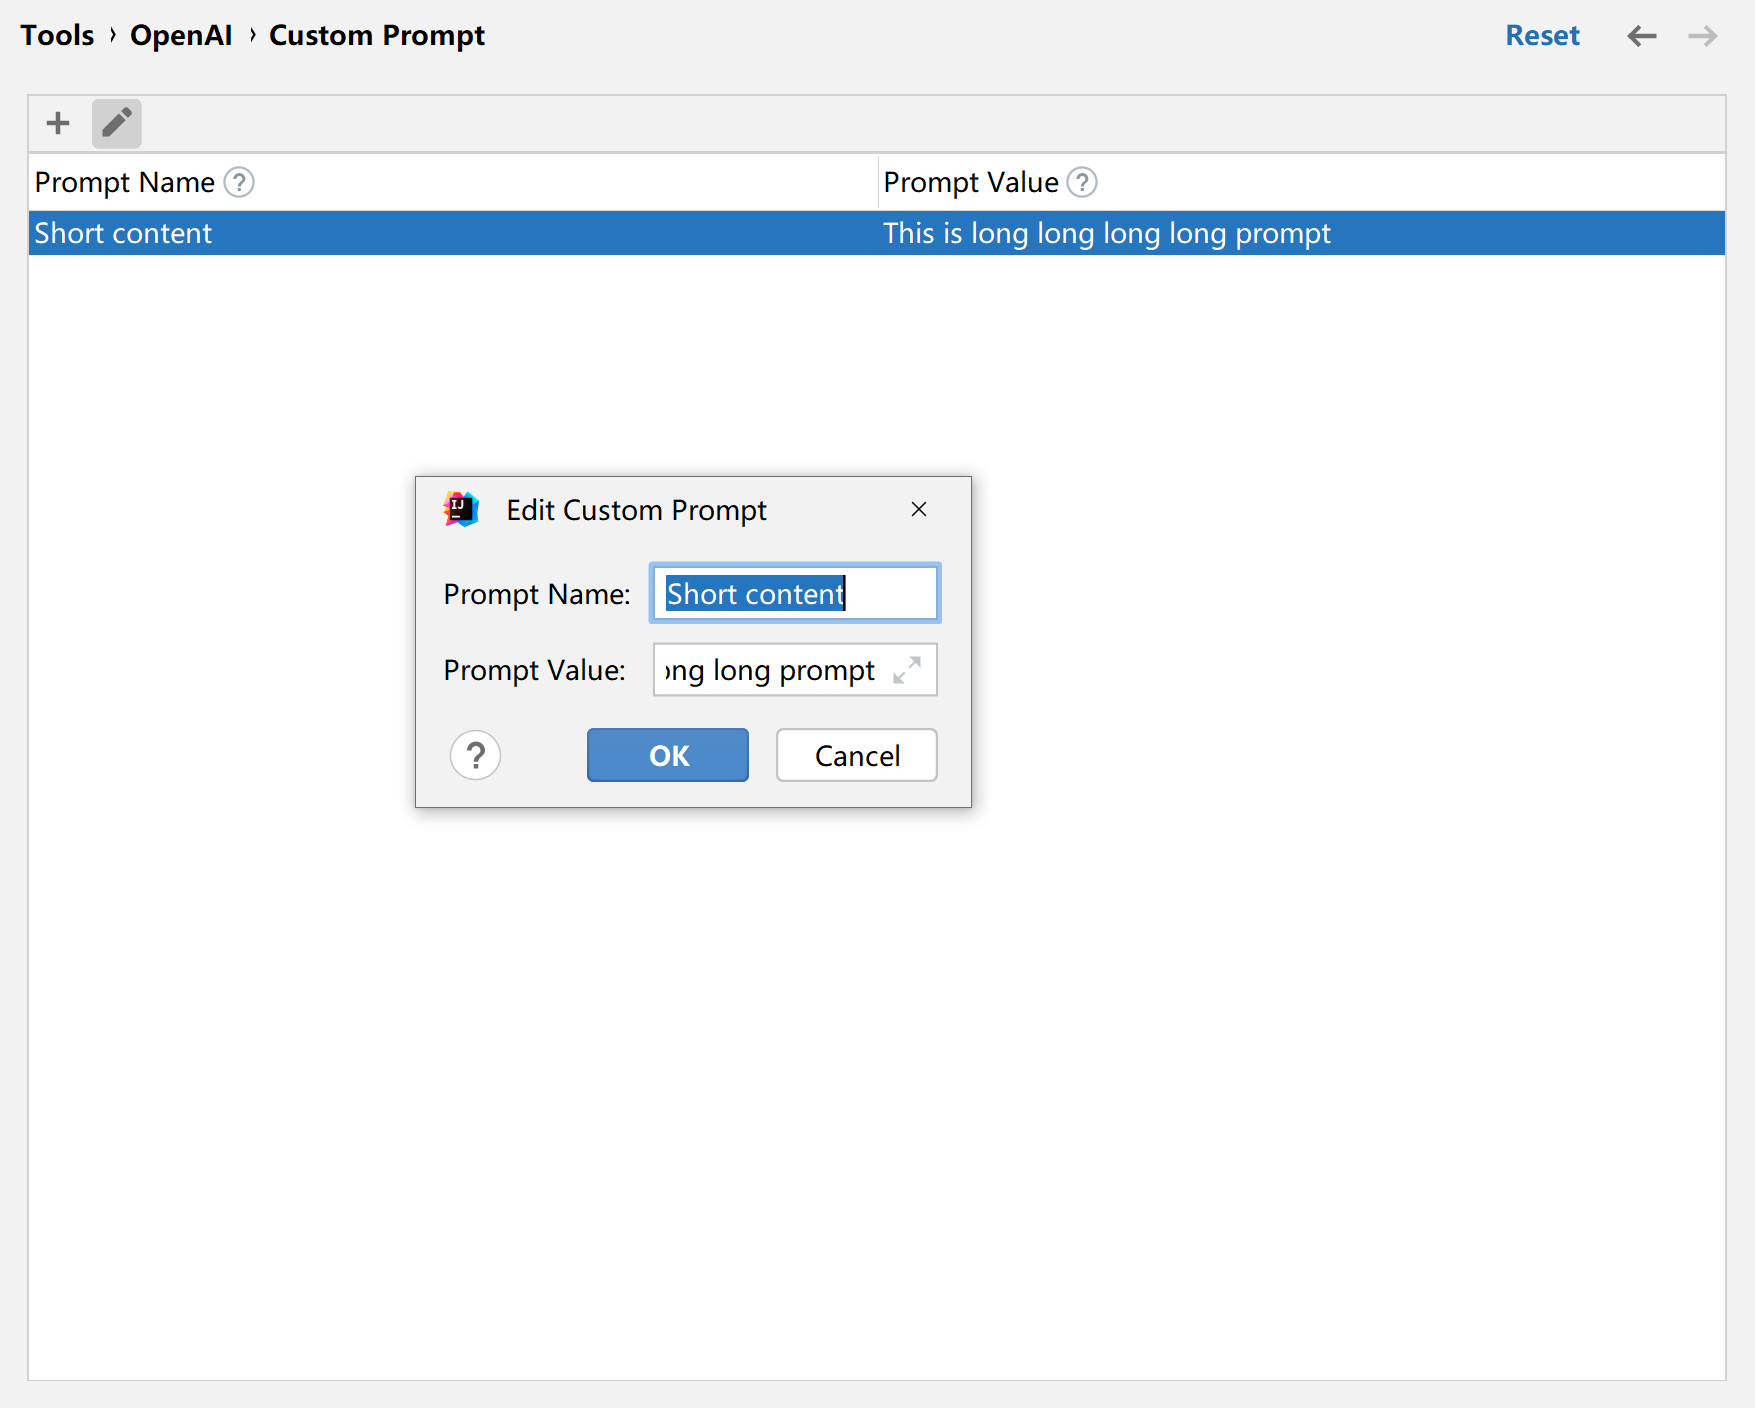 Tools › OpenAI › Custom Prompt Reset
Prompt Name ? Prompt Value ?
Short content This is long long long long prompt
IJ Edit Custom Prompt
Prompt Name: Short content
Prompt Value: long prompt
? OK Cancel